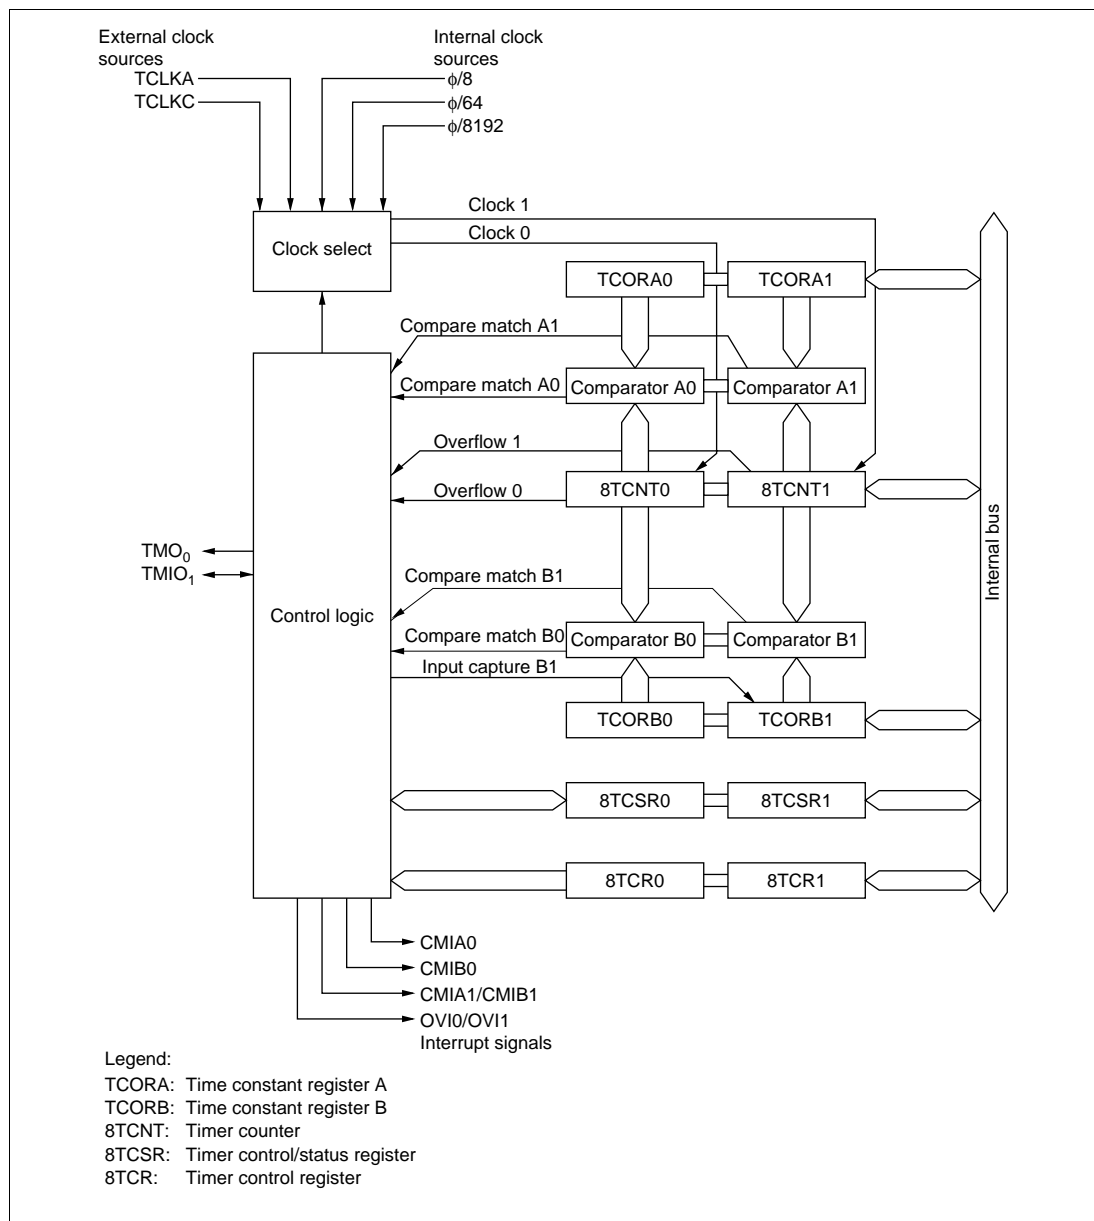 External clock
sources
Internal clock
sources
TCLKA
ϕ/8
TCLKC
ϕ/64
ϕ/8192
Clock 1
Clock 0
Clock select
TCORA0
TCORA1
Compare match A1
Compare match A0
Comparator A0
Comparator A1
Overflow 1
Overflow 0
8TCNT0
8TCNT1
Internal bus
TMO0
TMIO1
Control logic
Compare match B1
Compare match B0
Comparator B0
Comparator B1
Input capture B1
TCORB0
TCORB1
8TCSR0
8TCSR1
8TCR0
8TCR1
CMIA0
CMIB0
CMIA1/CMIB1
OVI0/OVI1
Interrupt signals
Legend:
TCORA: Time constant register A
TCORB: Time constant register B
8TCNT: Timer counter
8TCSR: Timer control/status register
8TCR: Timer control register